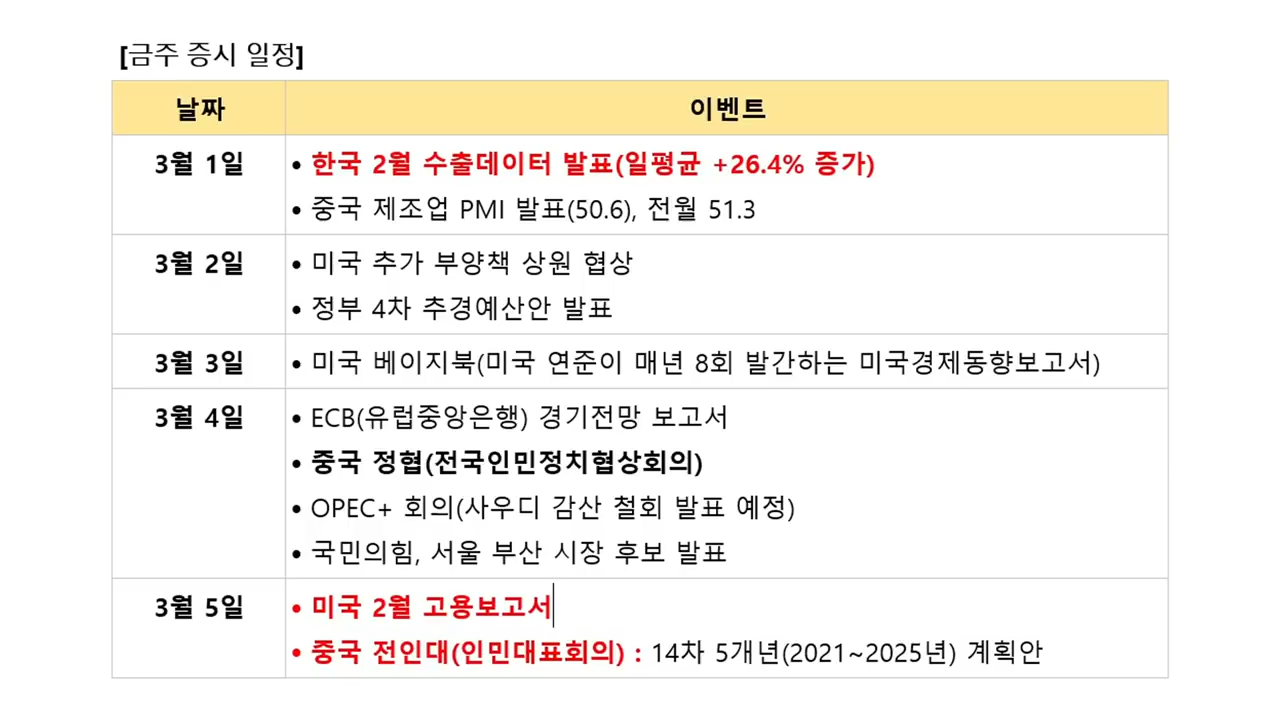 [금주 증시 일정]
날짜 이벤트
3월 1일 • 한국 2월 수출데이터 발표(일평균 +26.4% 증가)
• 중국 제조업 PMI 발표(50.6), 전월 51.3
3월 2일 • 미국 추가 부양책 상원 협상
• 정부 4차 추경예산안 발표
3월 3일 • 미국 베이지북(미국 연준이 매년 8회 발간하는 미국경제동향보고서)
3월 4일 • ECB(유럽중앙은행) 경기전망 보고서
• 중국 정협(전국인민정치협상회의)
• OPEC+ 회의(사우디 감산 철회 발표 예정)
• 국민의힘, 서울 부산 시장 후보 발표
3월 5일 • 미국 2월 고용보고서
• 중국 전인대(인민대표회의) : 14차 5개년(2021~2025년) 계획안